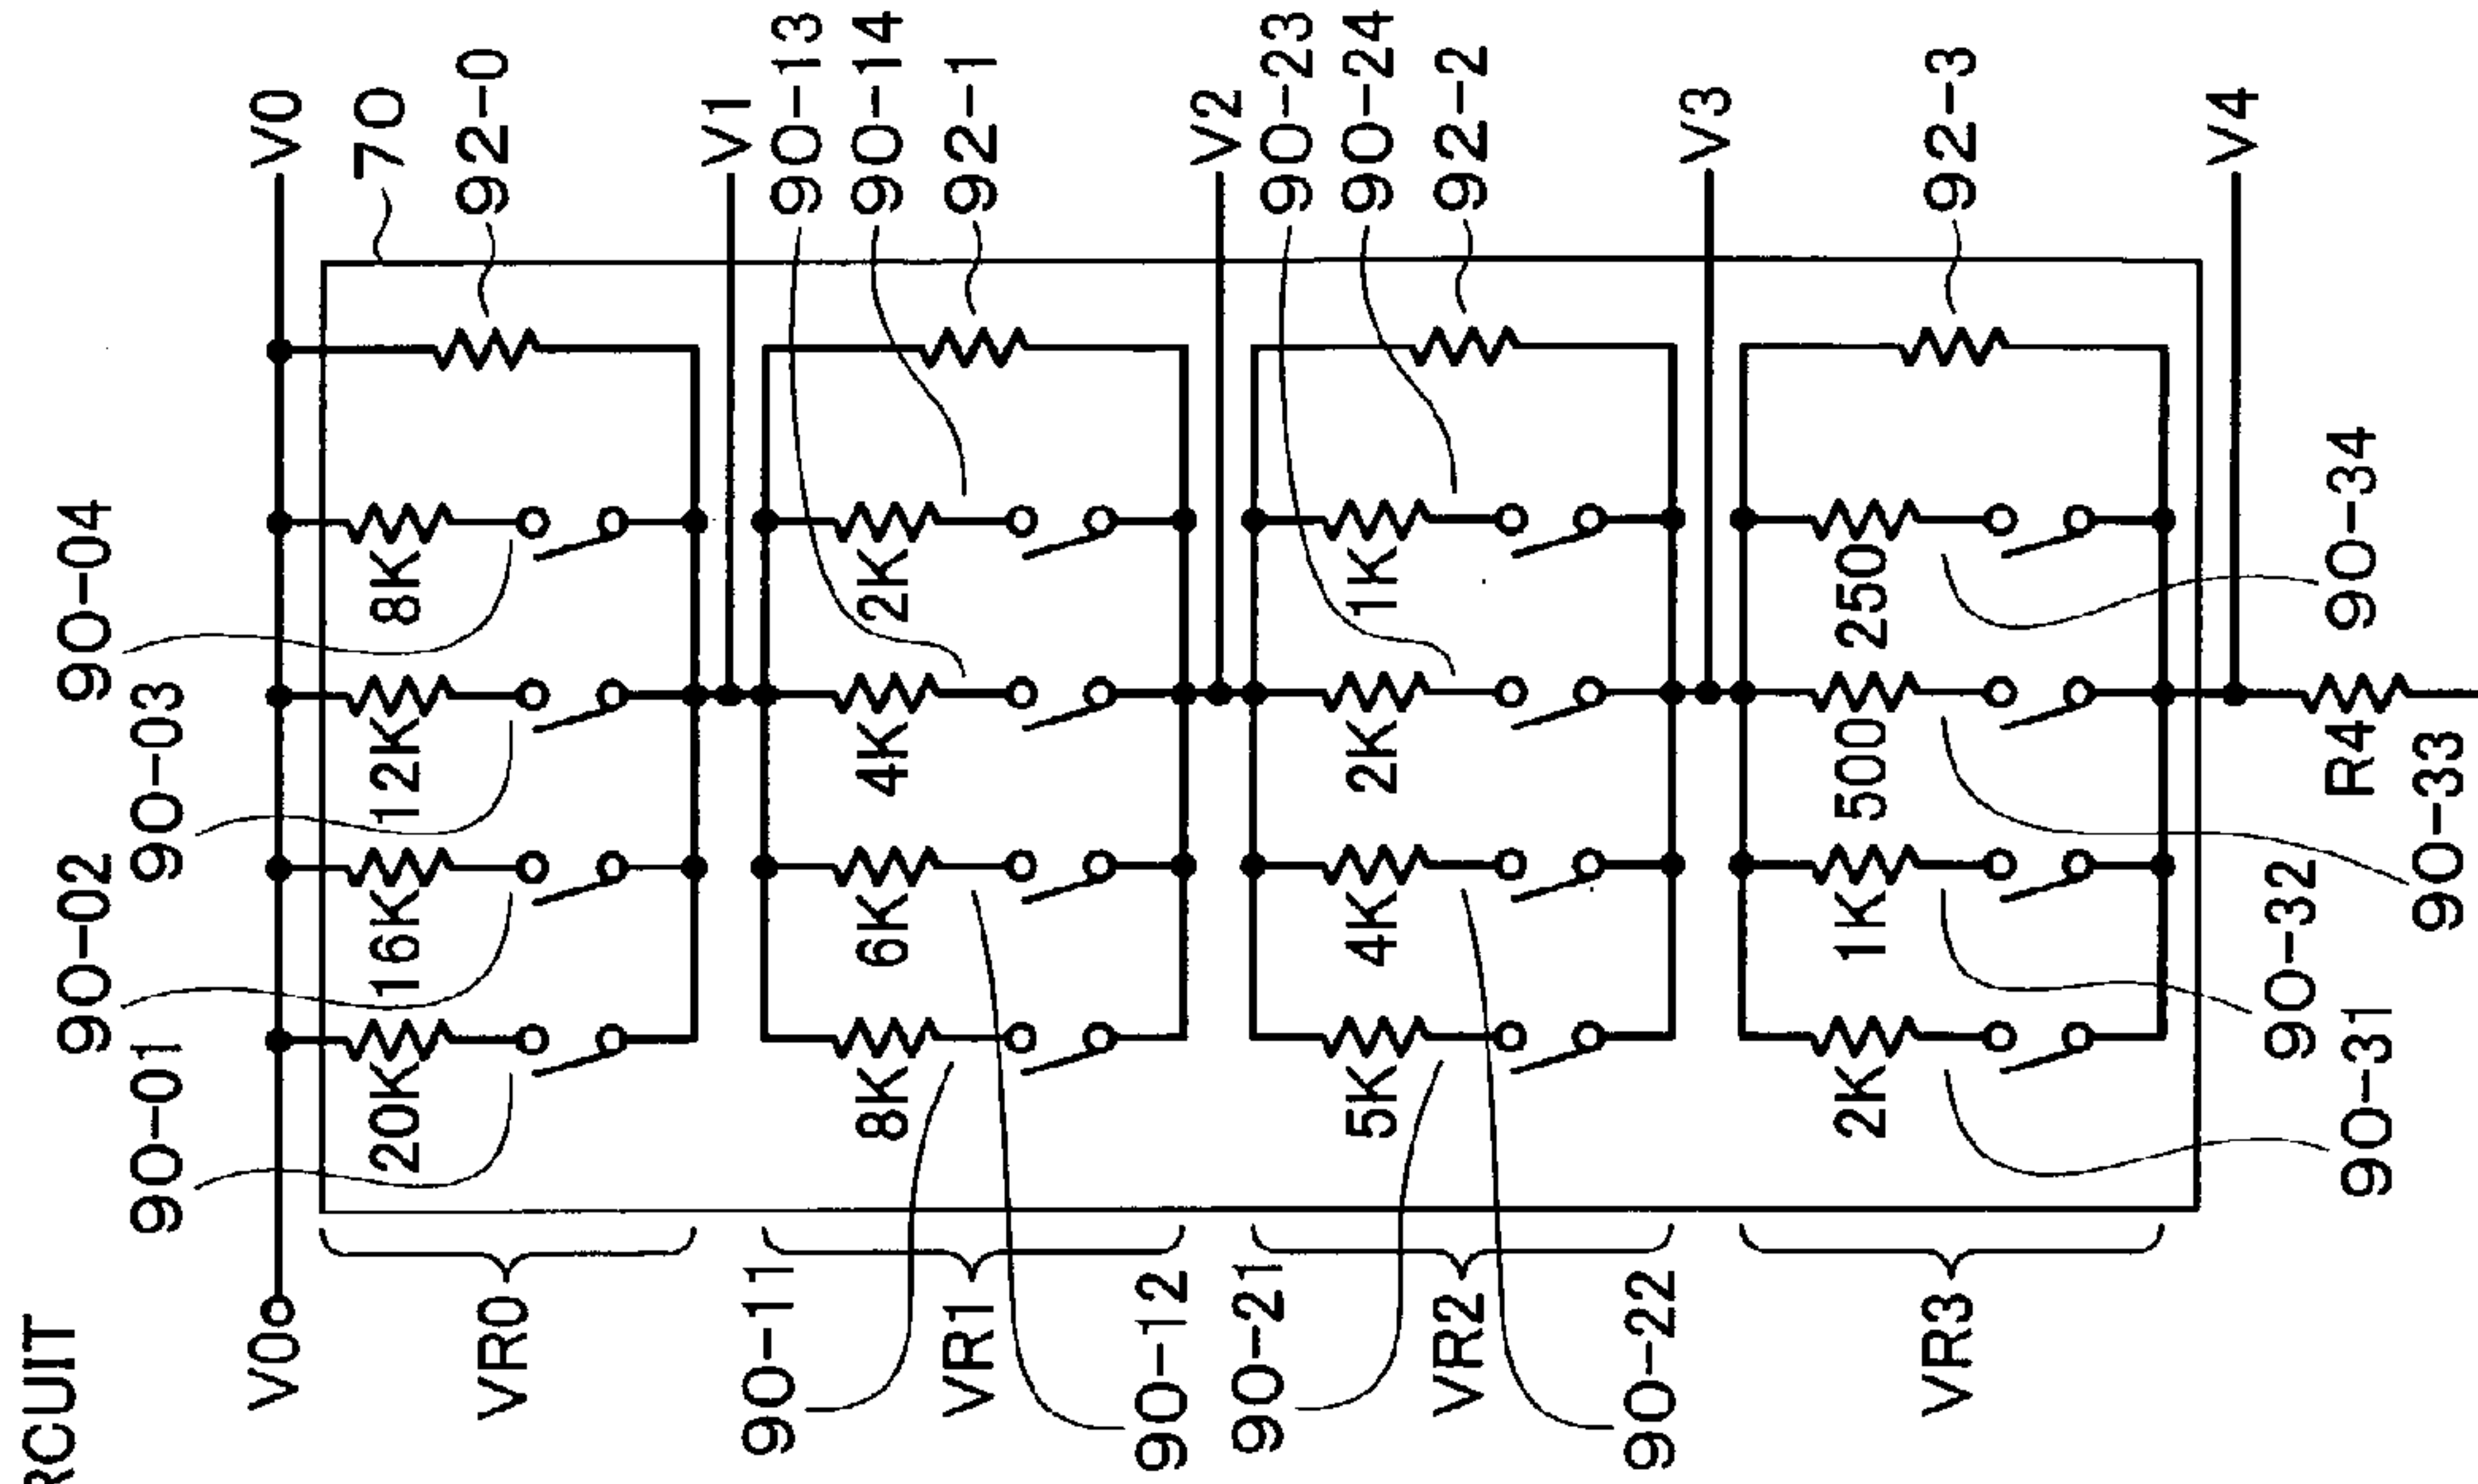 RCUIT
90-01
90-02
90-03
90-04
V0
V0
70
VR0
20K
16K
12K
8K
92-0
V1
90-13
90-14
90-11
VR1
90-12
8K
6K
4K
2K
92-1
V2
90-23
90-24
90-21
VR2
90-22
5K
4K
2K
1K
92-2
V3
VR3
2K
1K
500
250
92-3
V4
90-31
90-32
R4
90-33
90-34